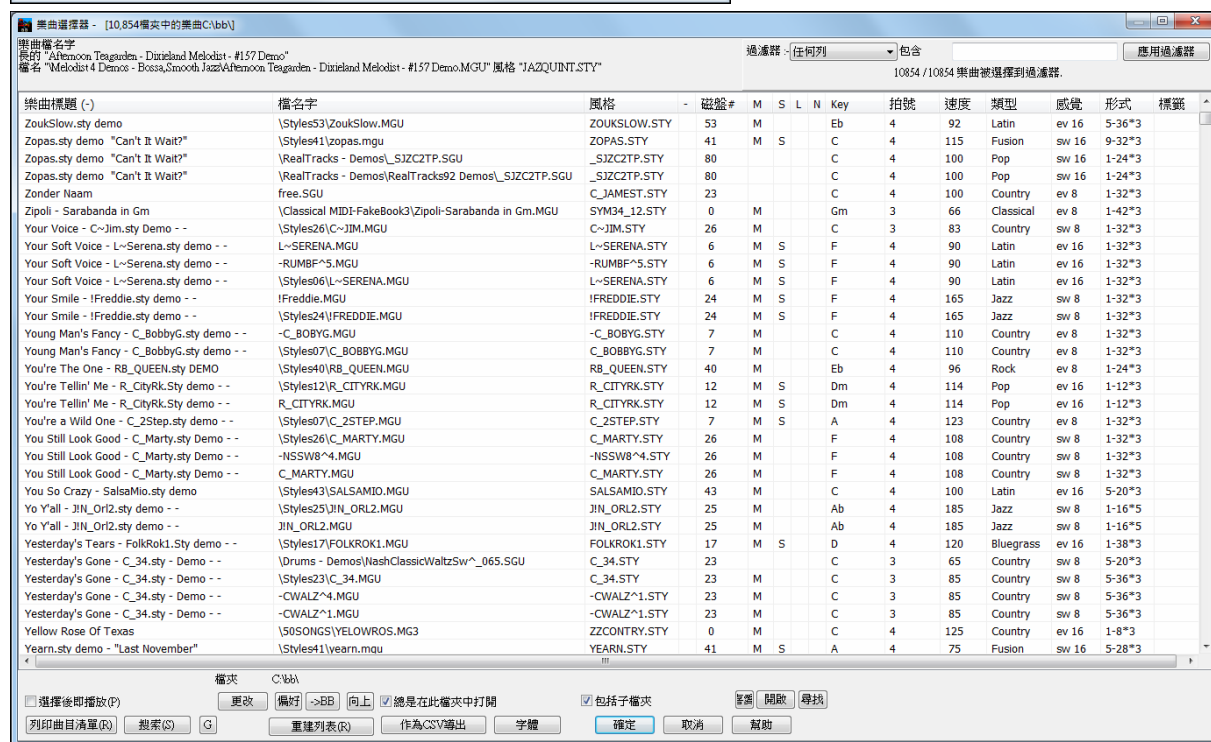 樂曲選擇器 - [10,854檔夾中的樂曲C:\bb\]
樂曲檔名字
長的 "Afternoon Teagarden - Dixieland Melodist - #157 Demo"
檔名 "\Melodist 4 Demos - Bossa,Smooth Jazz\Afternoon Teagarden - Dixieland Melodist - #157 Demo.MGU" 風格 "JAZQUINT.STY"
過濾器 :- 任何列 包含 應用過濾器
10854 /10854 樂曲被選擇到過濾器.
樂曲標題 (-) 檔名字 風格 - 磁盤# M S L N Key 拍號 速度 類型 感覺 形式 標籤
ZoukSlow.sty demo \Styles53\ZoukSlow.MGU ZOUKSLOW.STY 53 M Eb 4 92 Latin ev 16 5-36*3
Zopas.sty demo "Can't It Wait?" \Styles41\zopas.mgu ZOPAS.STY 41 M S C 4 115 Fusion sw 16 9-32*3
Zopas.sty demo "Can't It Wait?" \RealTracks - Demos\_SJZC2TP.SGU _SJZC2TP.STY 80 C 4 100 Pop sw 16 1-24*3
Zopas.sty demo "Can't It Wait?" \RealTracks - Demos\RealTracks92 Demos\_SJZC2TP.SGU _SJZC2TP.STY 80 C 4 100 Pop sw 16 1-24*3
Zonder Naam free.SGU C_JAMEST.STY 23 C 4 100 Country ev 8 1-32*3
Zipoli - Sarabanda in Gm \Classical MIDI-FakeBook3\Zipoli-Sarabanda in Gm.MGU SYM34_12.STY 0 M Gm 3 66 Classical ev 8 1-42*3
Your Voice - C~Jim.sty Demo - - \Styles26\C~JIM.MGU C~JIM.STY 26 M C 3 83 Country sw 8 1-32*3
Your Soft Voice - L~Serena.sty demo - - L~SERENA.MGU L~SERENA.STY 6 M S F 4 90 Latin ev 16 1-32*3
Your Soft Voice - L~Serena.sty demo - - -RUMBF^5.MGU -RUMBF^5.STY 6 M S F 4 90 Latin ev 16 1-32*3
Your Soft Voice - L~Serena.sty demo - - \Styles06\L~SERENA.MGU L~SERENA.STY 6 M S F 4 90 Latin ev 16 1-32*3
Your Smile - !Freddie.sty demo - - !Freddie.MGU !FREDDIE.STY 24 M S F 4 165 Jazz sw 8 1-32*3
Your Smile - !Freddie.sty demo - - \Styles24\!FREDDIE.MGU !FREDDIE.STY 24 M S F 4 165 Jazz sw 8 1-32*3
Young Man's Fancy - C_BobbyG.sty demo - - -C_BOBYG.MGU -C_BOBYG.STY 7 M C 4 110 Country ev 8 1-32*3
Young Man's Fancy - C_BobbyG.sty demo - - \Styles07\C_BOBBYG.MGU C_BOBBYG.STY 7 M C 4 110 Country ev 8 1-32*3
You're The One - RB_QUEEN.sty DEMO \Styles40\RB_QUEEN.MGU RB_QUEEN.STY 40 M Eb 4 96 Rock ev 8 1-24*3
You're Tellin' Me - R_CityRk.Sty demo - - \Styles12\R_CITYRK.MGU R_CITYRK.STY 12 M S Dm 4 114 Pop ev 16 1-12*3
You're Tellin' Me - R_CityRk.Sty demo - - R_CITYRK.MGU R_CITYRK.STY 12 M S Dm 4 114 Pop ev 16 1-12*3
You're a Wild One - C_2Step.sty demo - - \Styles07\C_2STEP.MGU C_2STEP.STY 7 M S A 4 123 Country ev 8 1-32*3
You Still Look Good - C_Marty.sty Demo - - \Styles26\C_MARTY.MGU C_MARTY.STY 26 M F 4 108 Country sw 8 1-32*3
You Still Look Good - C_Marty.sty Demo - - -NSSW8^4.MGU -NSSW8^4.STY 26 M F 4 108 Country sw 8 1-32*3
You Still Look Good - C_Marty.sty Demo - - C_MARTY.MGU C_MARTY.STY 26 M F 4 108 Country sw 8 1-32*3
You So Crazy - SalsaMio.sty demo \Styles43\SALSAMIO.MGU SALSAMIO.STY 43 M C 4 100 Latin ev 16 5-20*3
Yo Y'all - J!N_Orl2.sty demo - - \Styles25\J!N_ORL2.MGU J!N_ORL2.STY 25 M Ab 4 185 Jazz sw 8 1-16*5
Yo Y'all - J!N_Orl2.sty demo - - J!N_ORL2.MGU J!N_ORL2.STY 25 M Ab 4 185 Jazz sw 8 1-16*5
Yesterday's Tears - FolkRok1.Sty demo - - \Styles17\FOLKROK1.MGU FOLKROK1.STY 17 M S D 4 120 Bluegrass ev 16 1-38*3
Yesterday's Gone - C_34.sty - Demo - - \Drums - Demos\NashClassicWaltzSw^_065.SGU C_34.STY 23 C 3 65 Country sw 8 5-20*3
Yesterday's Gone - C_34.sty - Demo - - \Styles23\C_34.MGU C_34.STY 23 M C 3 85 Country sw 8 5-36*3
Yesterday's Gone - C_34.sty - Demo - - -CWALZ^4.MGU -CWALZ^1.STY 23 M C 3 85 Country sw 8 5-36*3
Yesterday's Gone - C_34.sty - Demo - - -CWALZ^1.MGU -CWALZ^1.STY 23 M C 3 85 Country sw 8 5-36*3
Yellow Rose Of Texas \50SONGS\YELOWROS.MG3 ZZCONTRY.STY 0 M C 4 125 Country ev 16 1-8*3
Yearn.sty demo - "Last November" \Styles41\yearn.mgu YEARN.STY 41 M S A 4 75 Fusion sw 16 5-28*3
檔夾 C:\bb\
選擇後即播放(P) 更改 偏好 ->BB 向上 總是在此檔夾中打開 包括子檔夾 開啟 尋找
列印曲目清單(R) 搜索(S) G 重建列表(R) 作為CSV導出 字體 確定 取消 幫助